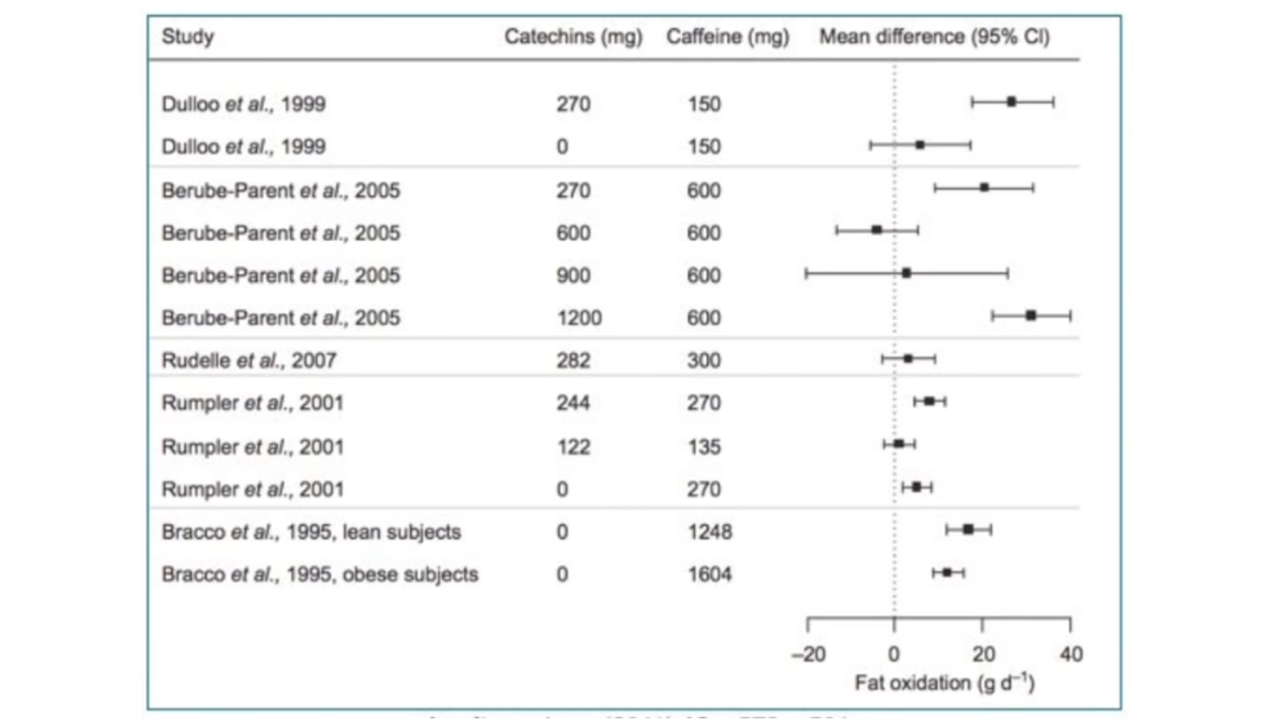 Study Catechins (mg) Caffeine (mg) Mean difference (95% CI)
Dulloo et al., 1999 270 150
Dulloo et al., 1999 0 150
Berube-Parent et al., 2005 270 600
Berube-Parent et al., 2005 600 600
Berube-Parent et al., 2005 900 600
Berube-Parent et al., 2005 1200 600
Rudelle et al., 2007 282 300
Rumpler et al., 2001 244 270
Rumpler et al., 2001 122 135
Rumpler et al., 2001 0 270
Bracco et al., 1995, lean subjects 0 1248
Bracco et al., 1995, obese subjects 0 1604
–20 0 20 40
Fat oxidation (g d⁻¹)